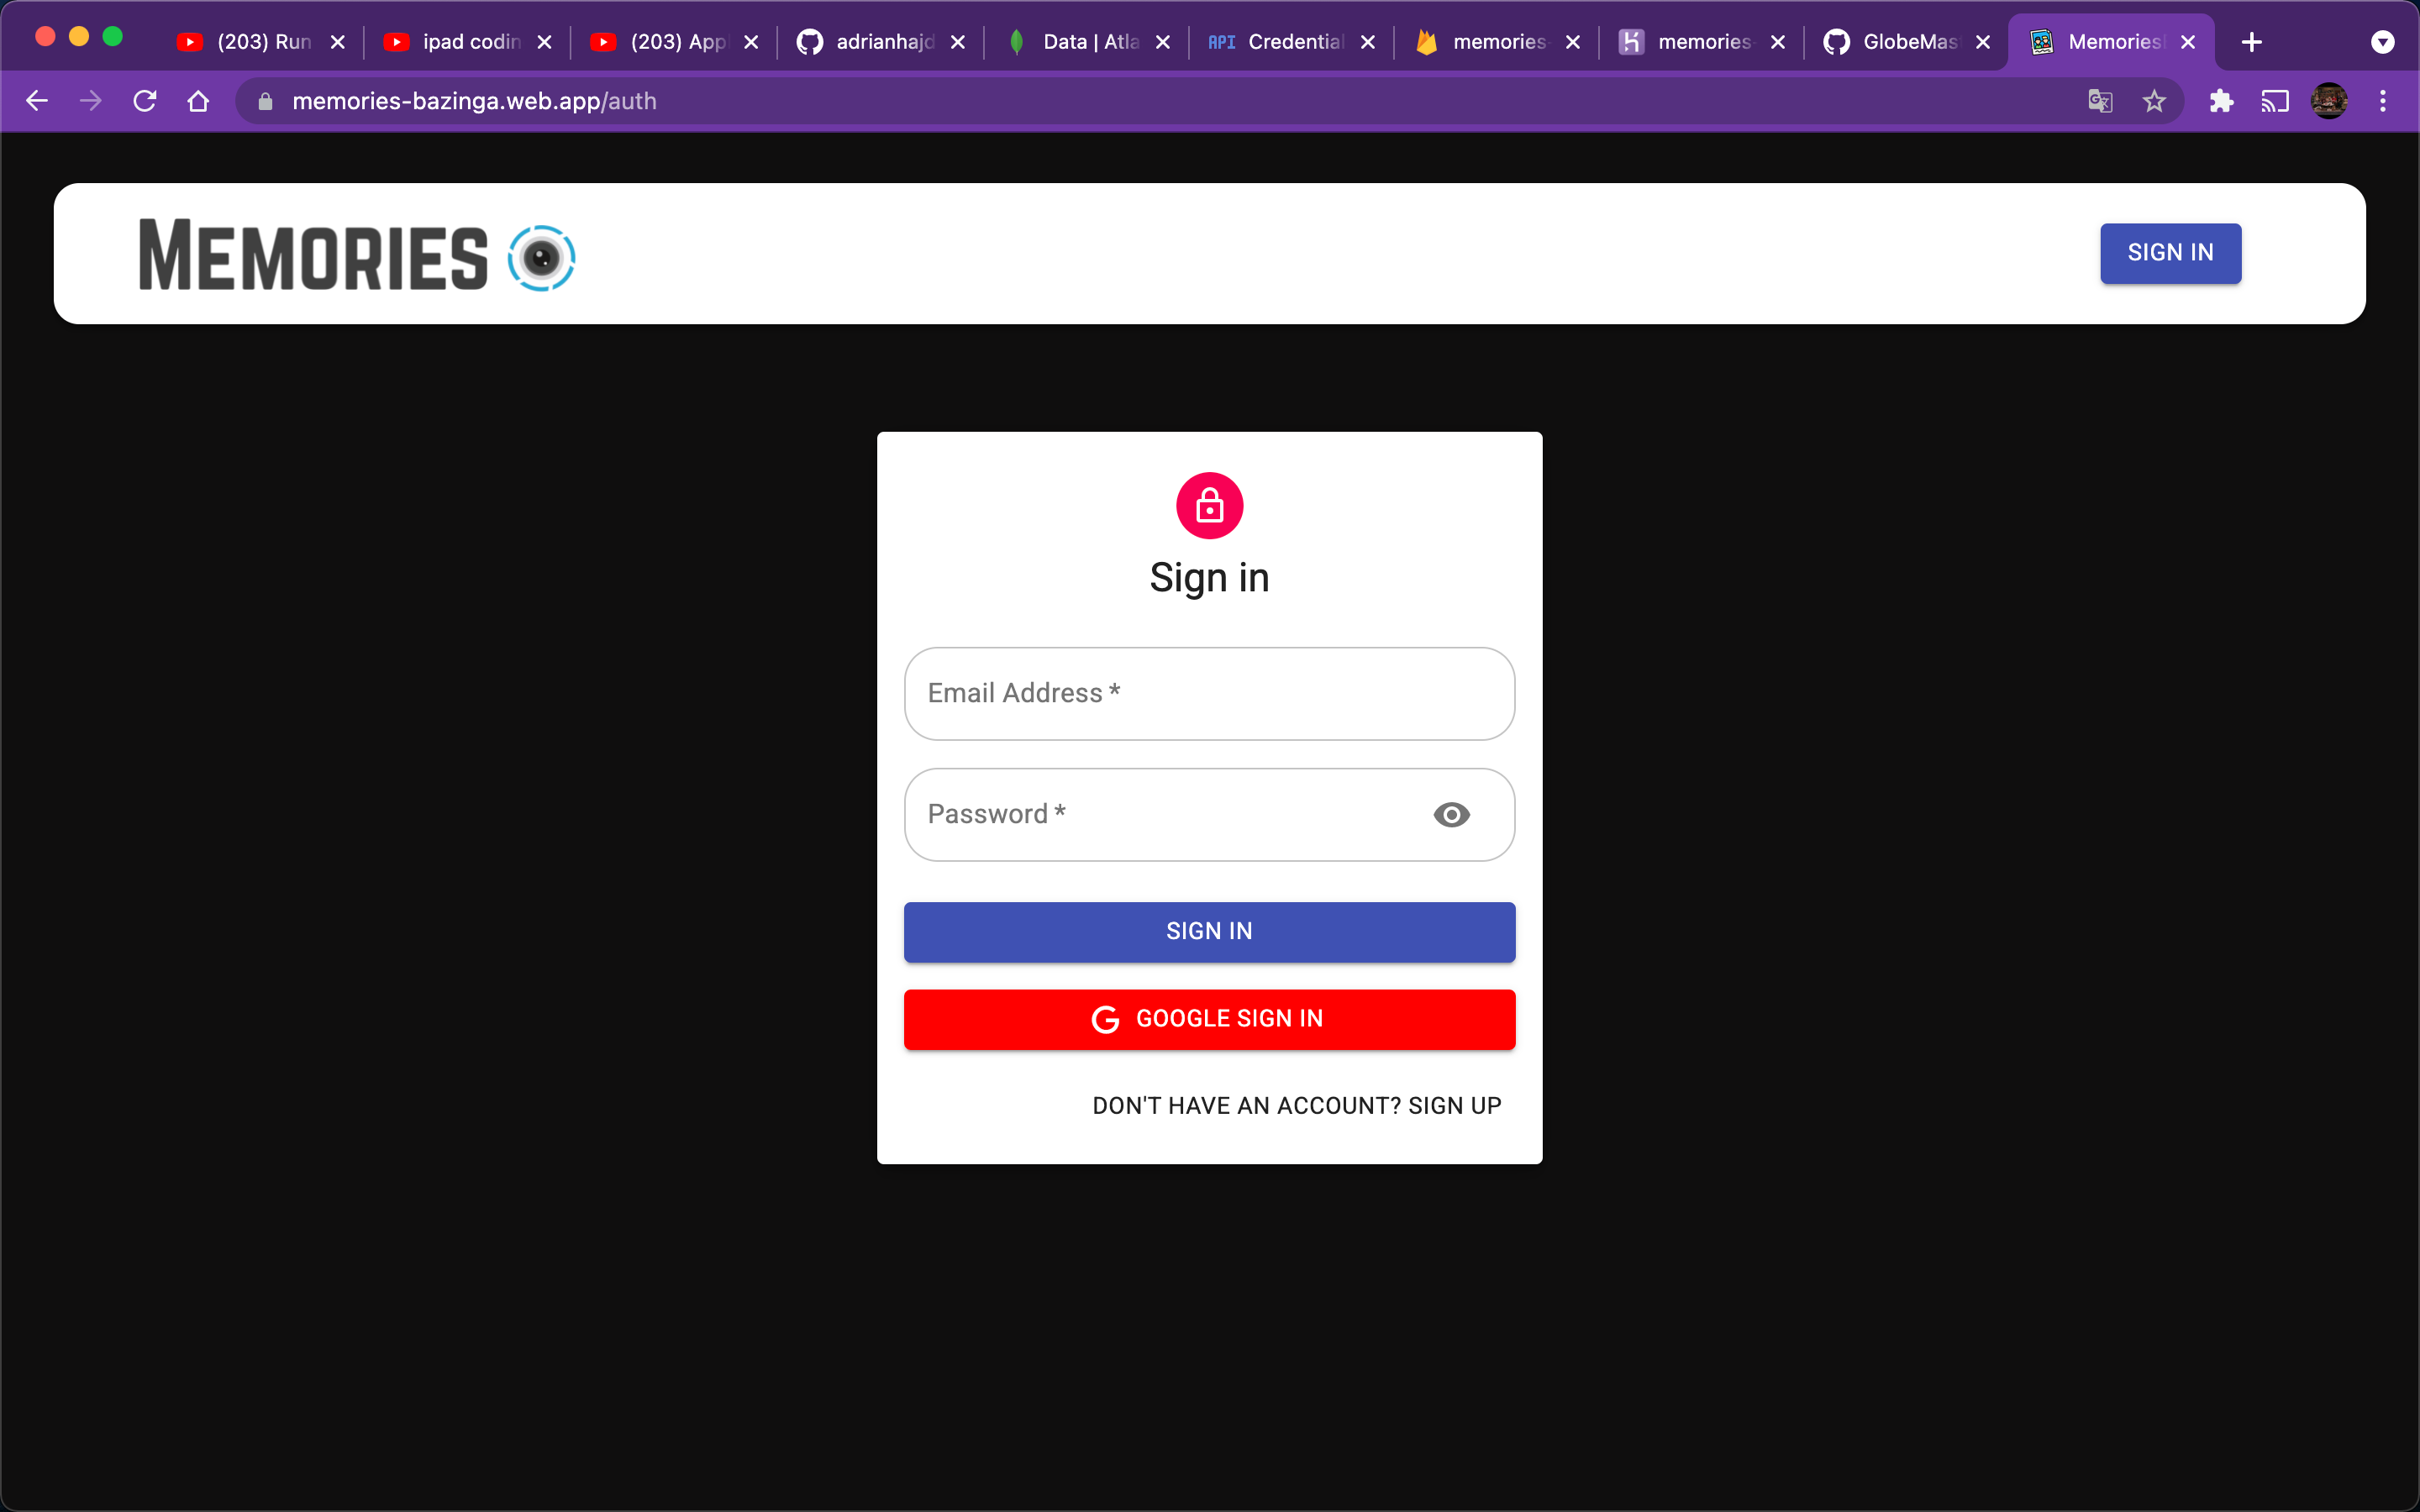 (203) Run
ipad codin
(203) App
adrianhajd
Data | Atla
API Credential
memories-
memories-
GlobeMas
Memories
memories-bazinga.web.app/auth
MEMORIES
SIGN IN
Sign in
Email Address *
Password *
SIGN IN
G GOOGLE SIGN IN
DON'T HAVE AN ACCOUNT? SIGN UP